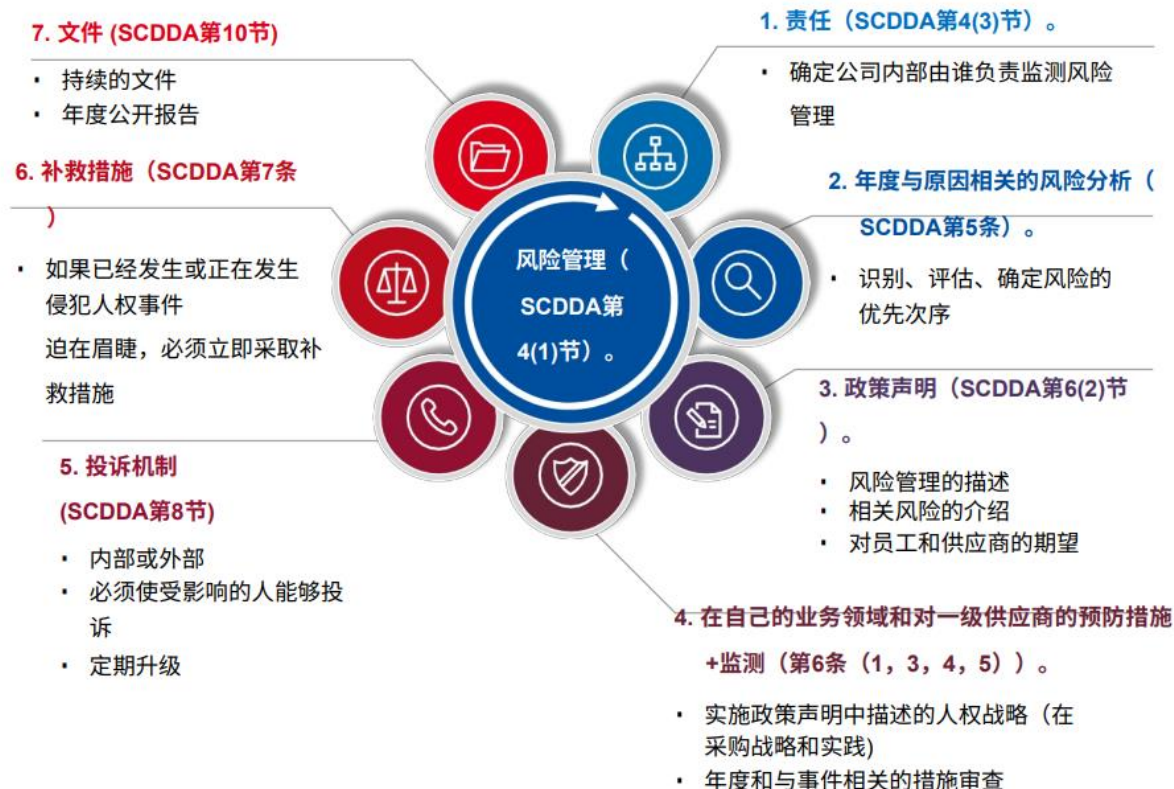 1. 责任（SCDDA第4(3)节）。
▪ 确定公司内部由谁负责监测风险
管理
2. 年度与原因相关的风险分析（
SCDDA第5条）。
▪ 识别、评估、确定风险的
优先次序
3. 政策声明（SCDDA第6(2)节
）。
▪ 风险管理的描述
▪ 相关风险的介绍
▪ 对员工和供应商的期望
4. 在自己的业务领域和对一级供应商的预防措施
+监测（第6条（1，3，4，5））。
▪ 实施政策声明中描述的人权战略（在
采购战略和实践)
▪ 年度和与事件相关的措施审查
5. 投诉机制
(SCDDA第8节)
▪ 内部或外部
▪ 必须使受影响的人能够投
诉
▪ 定期升级
6. 补救措施（SCDDA第7条
）
▪ 如果已经发生或正在发生
侵犯人权事件
迫在眉睫，必须立即采取补
救措施
7. 文件 (SCDDA第10节)
▪ 持续的文件
▪ 年度公开报告
风险管理（
SCDDA第
4(1)节）。